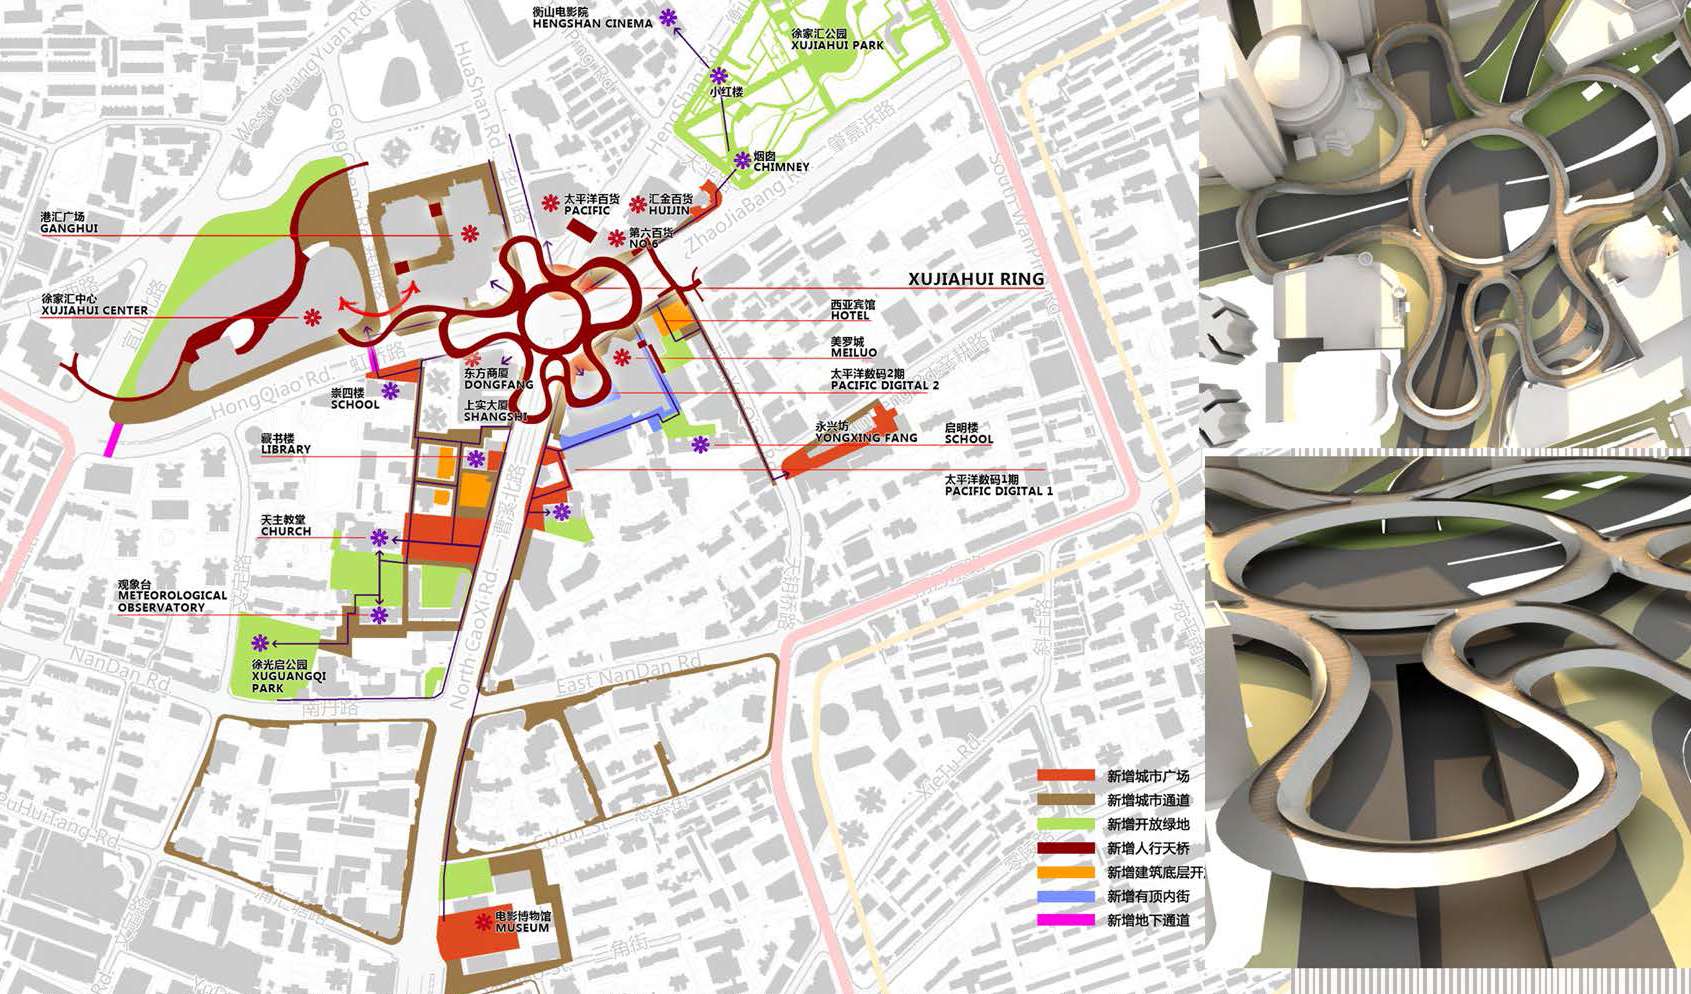 衡山电影院
HENGSHAN CINEMA
徐家汇公园
XUJIAHUI PARK
小红楼
烟囱
CHIMNEY
肇嘉浜路
ZhaoJiaBang Rd
West GuangYuan Rd
HuaShan Rd
华山路
太平洋百货
PACIFIC
汇金百货
HUIJIN
第六百货
NO.6
港汇广场
GANGHUI
徐家汇中心
XUJIAHUI CENTER
XUJIAHUI RING
西亚宾馆
HOTEL
美罗城
MEILUO
太平洋数码2期
PACIFIC DIGITAL 2
HongQiao Rd
东方商厦
DONGFANG
上实大厦
SHANGSHI
崇四楼
SCHOOL
永兴坊
YONGXING FANG
启明楼
SCHOOL
太平洋数码1期
PACIFIC DIGITAL 1
藏书楼
LIBRARY
天主教堂
CHURCH
观象台
METEOROLOGICAL
OBSERVATORY
漕溪北路
North CaoXi Rd
徐光启公园
XUGUANGQI
PARK
NanDan Rd
南丹路
East NanDan Rd
XieTu Rd
电影博物馆
MUSEUM
新增城市广场
新增城市通道
新增开放绿地
新增人行天桥
新增建筑底层开
新增有顶内街
新增地下通道